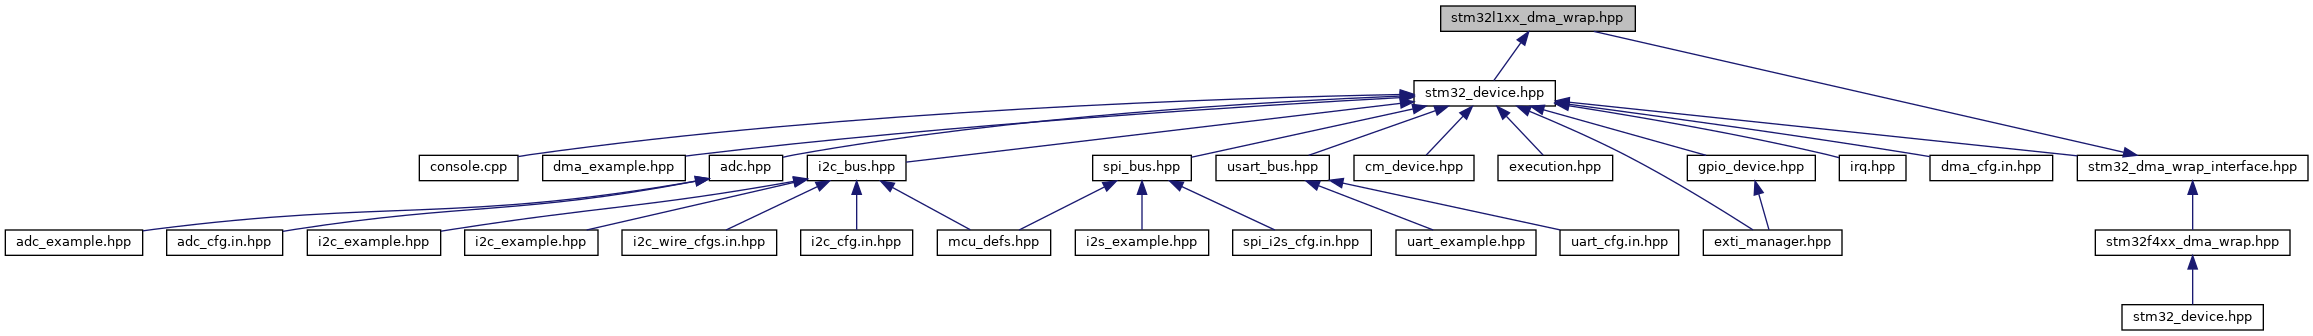 stm32l1xx_dma_wrap.hpp
stm32_device.hpp
console.cpp
dma_example.hpp
adc.hpp
i2c_bus.hpp
spi_bus.hpp
usart_bus.hpp
cm_device.hpp
execution.hpp
gpio_device.hpp
irq.hpp
dma_cfg.in.hpp
stm32_dma_wrap_interface.hpp
adc_example.hpp
adc_cfg.in.hpp
i2c_example.hpp
i2c_example.hpp
i2c_wire_cfgs.in.hpp
i2c_cfg.in.hpp
mcu_defs.hpp
i2s_example.hpp
spi_i2s_cfg.in.hpp
uart_example.hpp
uart_cfg.in.hpp
exti_manager.hpp
stm32f4xx_dma_wrap.hpp
stm32_device.hpp